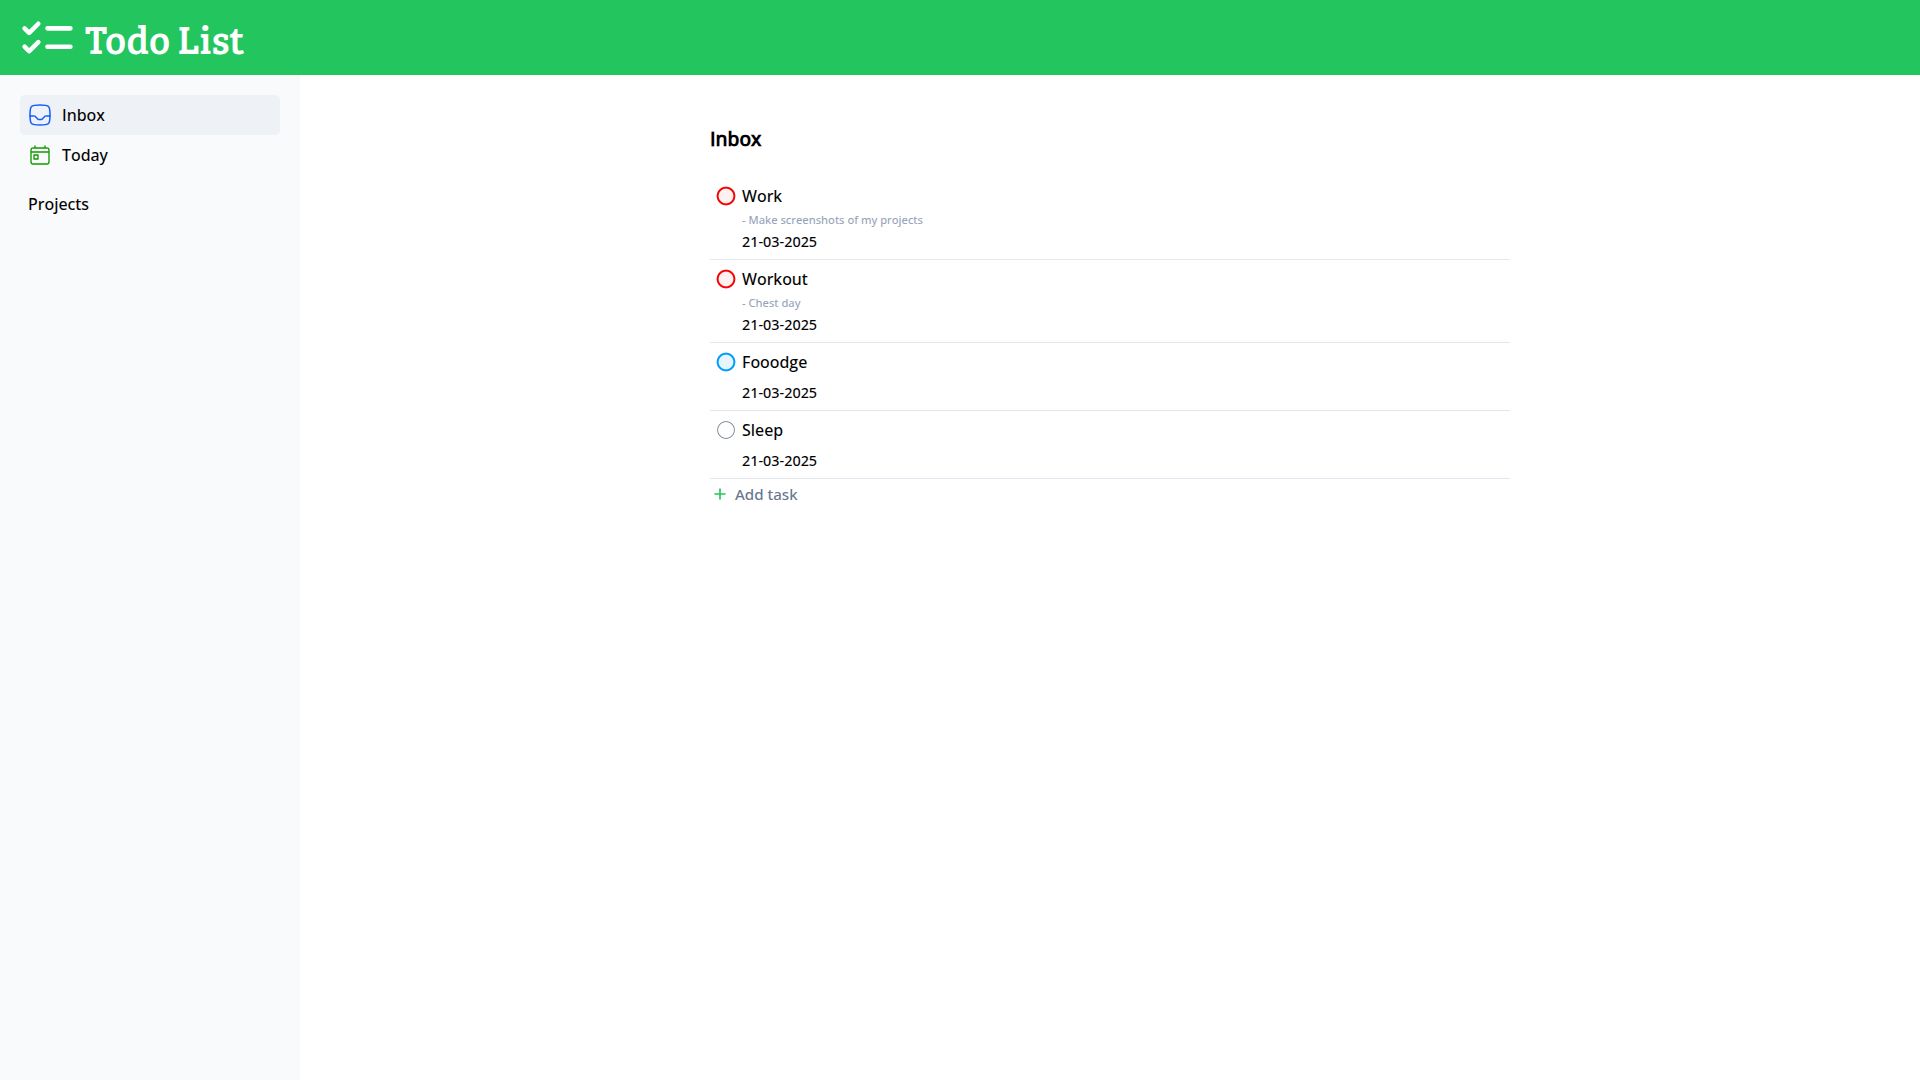 Todo List
Inbox
Today
Projects
Inbox
Work
- Make screenshots of my projects
21-03-2025
Workout
- Chest day
21-03-2025
Fooodge
21-03-2025
Sleep
21-03-2025
+ Add task